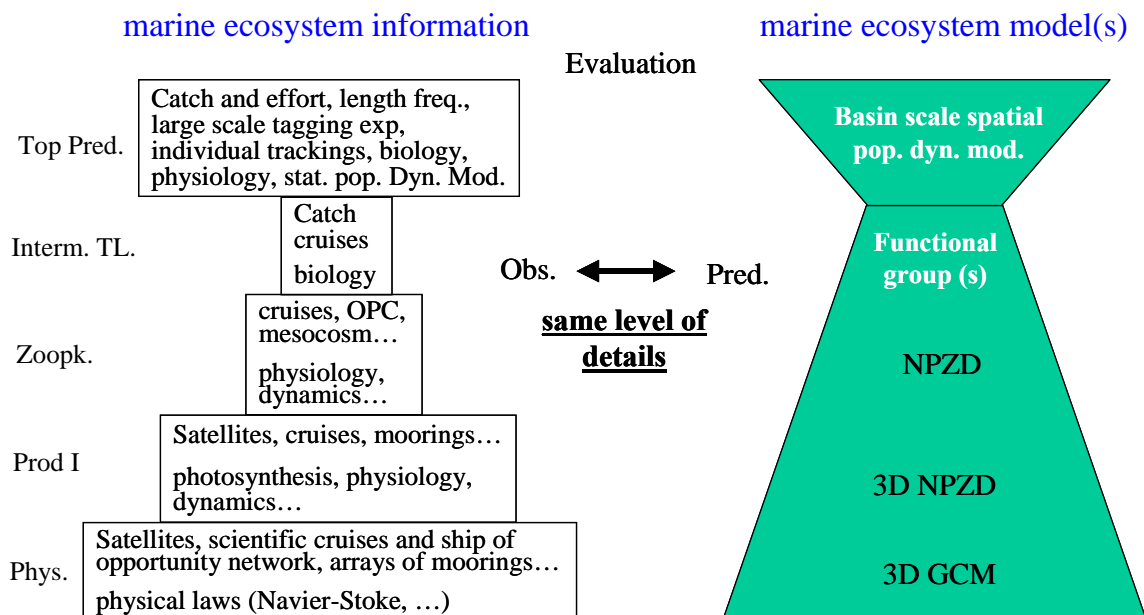 marine ecosystem information
marine ecosystem model(s)
Evaluation
Top Pred.
Catch and effort, length freq.,
large scale tagging exp,
individual trackings, biology,
physiology, stat. pop. Dyn. Mod.
Basin scale spatial
pop. dyn. mod.
Interm. TL.
Catch
cruises
biology
Obs.
Pred.
same level of
details
Functional
group (s)
Zoopk.
cruises, OPC,
mesocosm…
physiology,
dynamics…
NPZD
Prod I
Satellites, cruises, moorings…
photosynthesis, physiology,
dynamics…
3D NPZD
Phys.
Satellites, scientific cruises and ship of
opportunity network, arrays of moorings…
physical laws (Navier-Stoke, …)
3D GCM